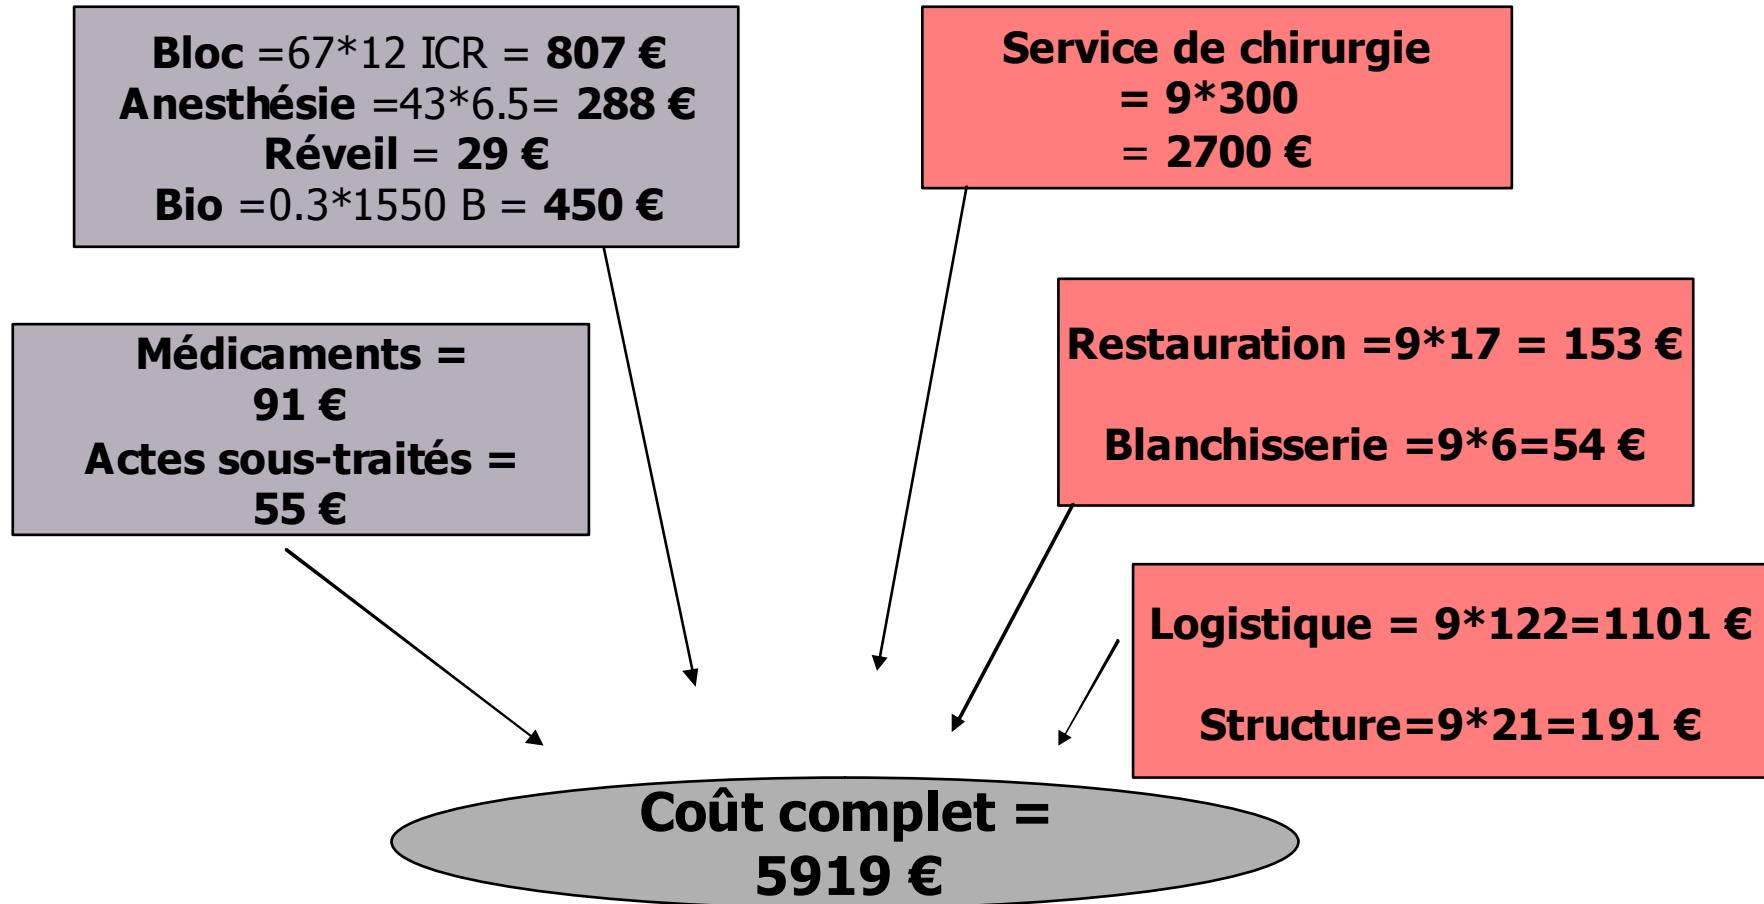 Bloc =67*12 ICR = 807 €
Anesthésie =43*6.5= 288 €
Réveil = 29 €
Bio =0.3*1550 B = 450 €
Service de chirurgie
= 9*300
= 2700 €
Médicaments =
91 €
Actes sous-traités =
55 €
Restauration =9*17 = 153 €
Blanchisserie =9*6=54 €
Logistique = 9*122=1101 €
Structure=9*21=191 €
Coût complet =
5919 €